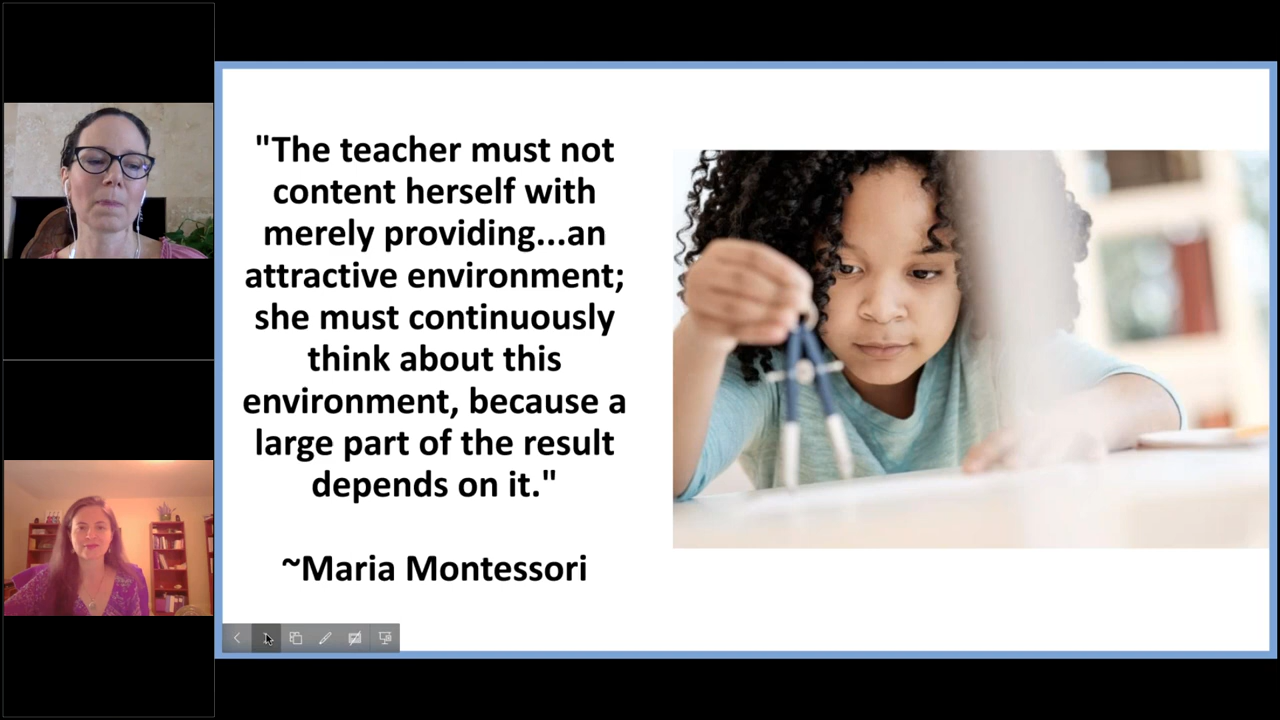 "The teacher must not
content herself with
merely providing...an
attractive environment;
she must continuously
think about this
environment, because a
large part of the result
depends on it."
~Maria Montessori